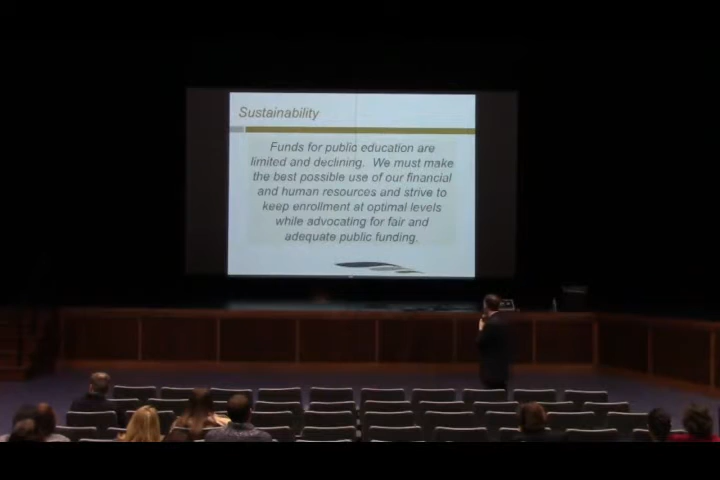 Sustainability
Funds for public education are
limited and declining. We must make
the best possible use of our financial
and human resources and strive to
keep enrollment at optimal levels
while advocating for fair and
adequate public funding.